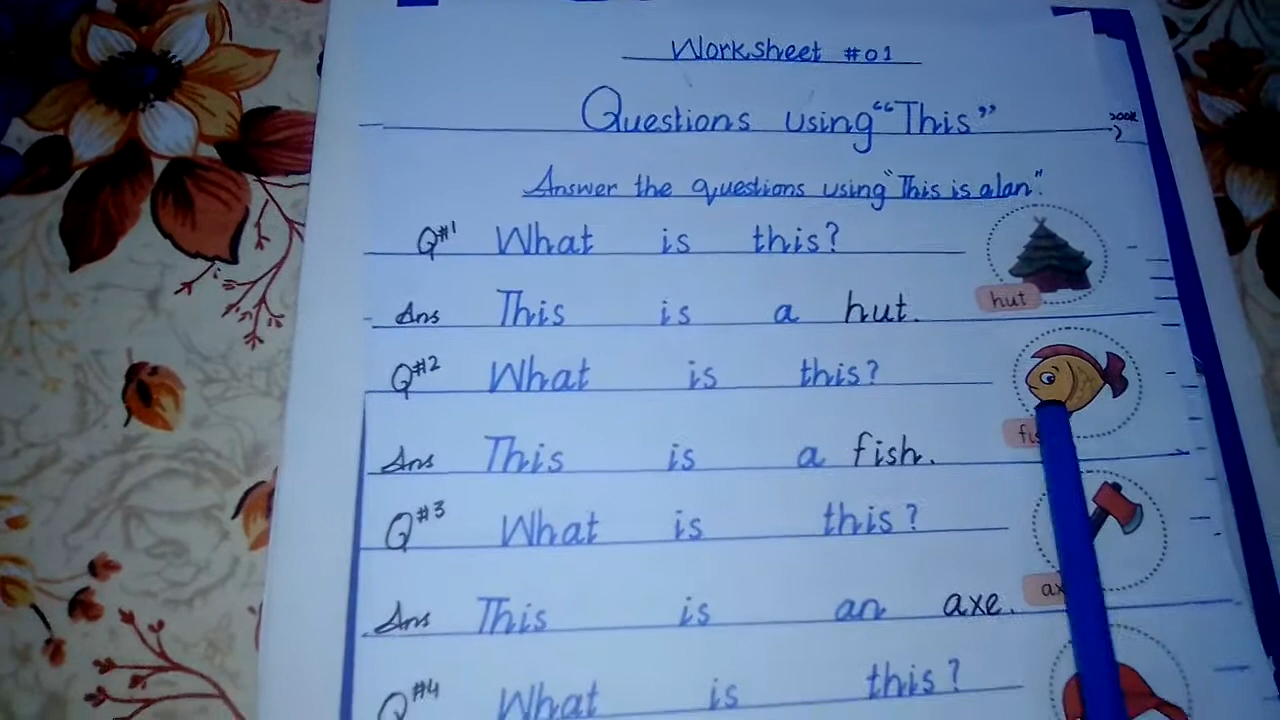 Worksheet #01
Questions using "This"
Answer the questions using "This is a/an".
Q#1 What is this?
hut
Ans This is a hut.
Q#2 What is this?
Ans This is a fish.
Q#3 What is this?
Ans This is an axe.
Q#4 What is this?